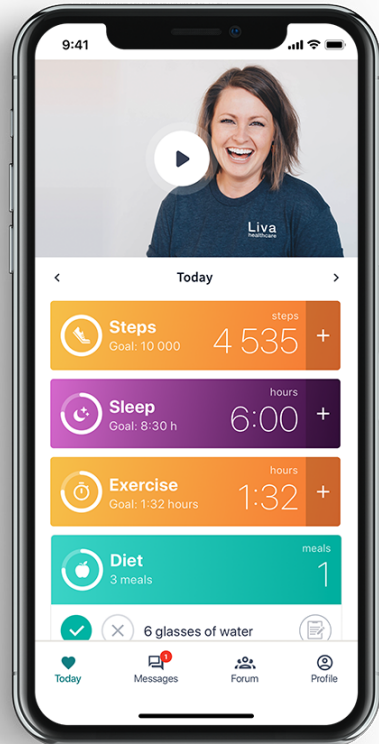 9:41
Liva
healthcare
Today
steps
Steps
Goal: 10 000
4 535
+
hours
Sleep
Goal: 8:30 h
6:00
+
hours
Exercise
Goal: 1:32 hours
1:32
+
meals
Diet
3 meals
1
6 glasses of water
1
Today
Messages
Forum
Profile